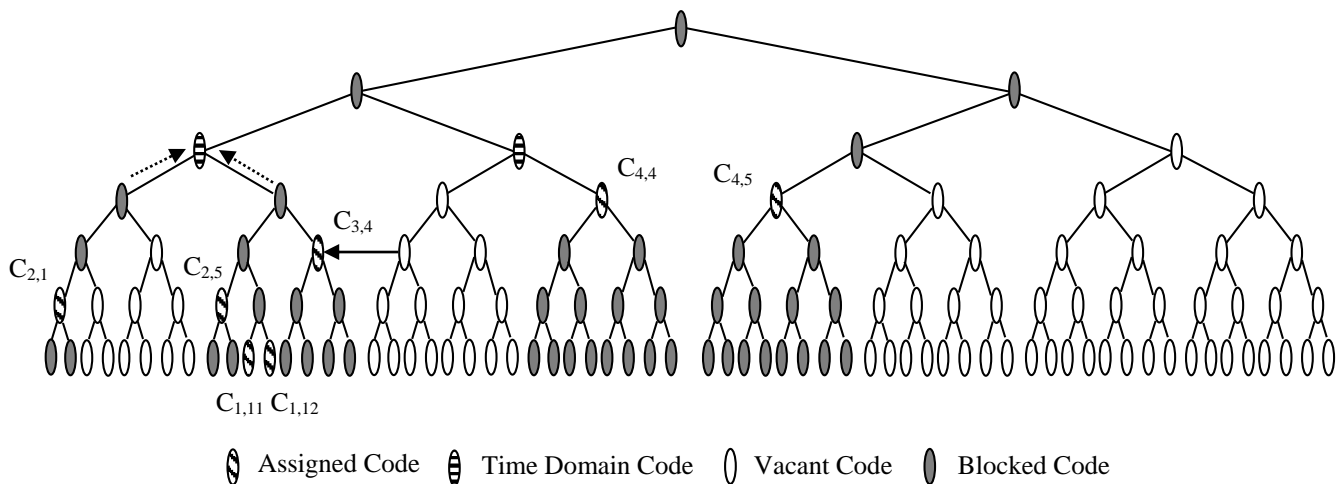 C4,4
C4,5
C3,4
C2,1
C2,5
C1,11 C1,12
Assigned Code Time Domain Code Vacant Code Blocked Code